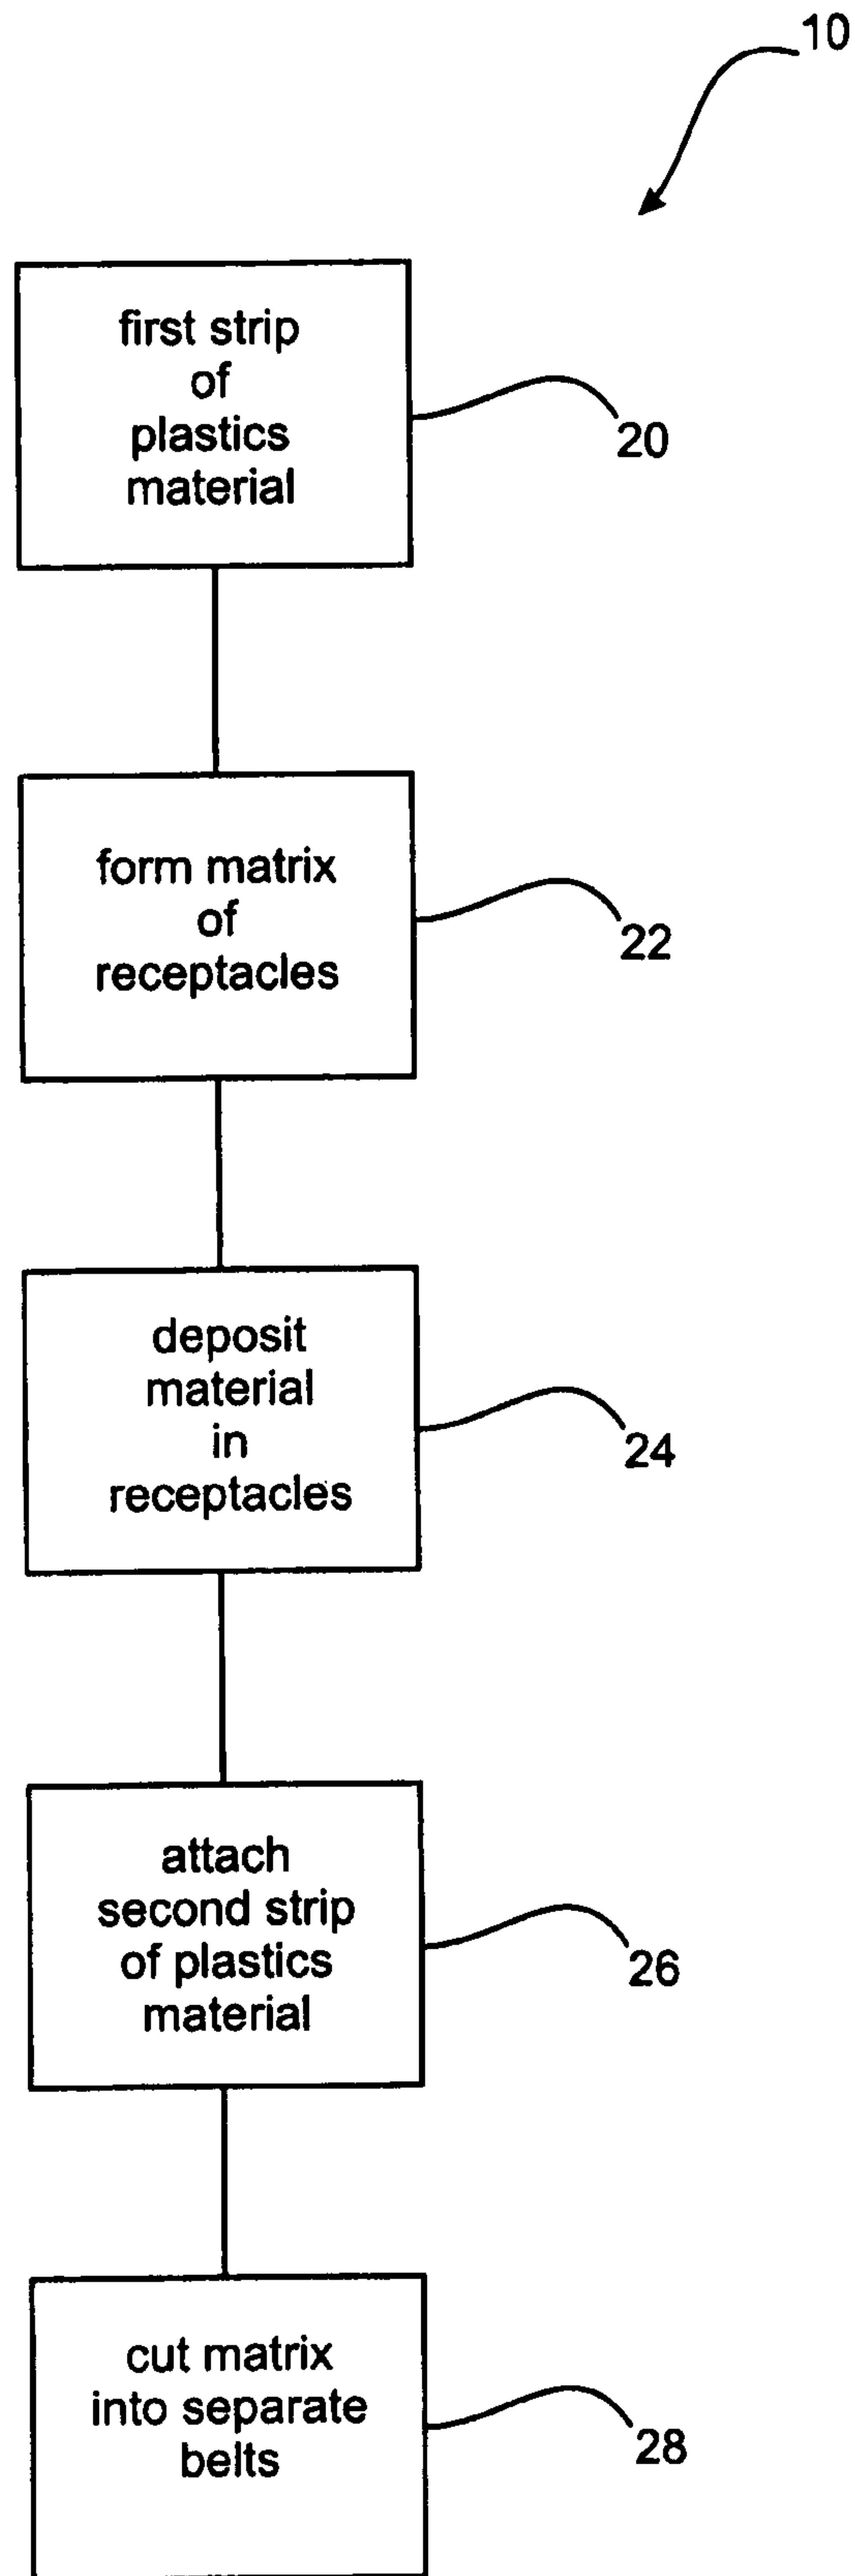 10
first strip
of
plastics
material
20
form matrix
of
receptacles
22
deposit
material
in
receptacles
24
attach
second strip
of plastics
material
26
cut matrix
into separate
belts
28